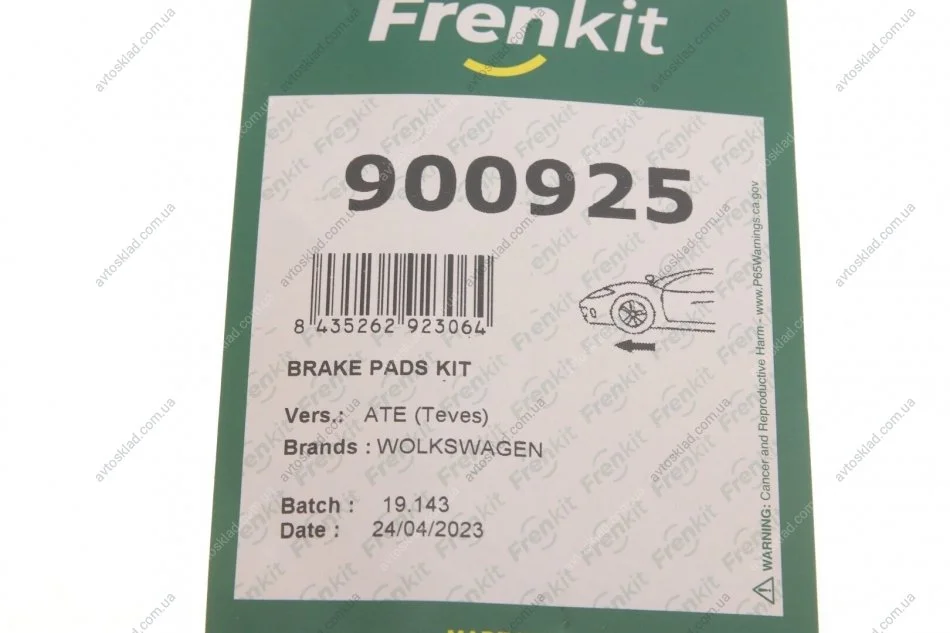 Frenkit
900925
8 435262 923064
BRAKE PADS KIT
Vers.: ATE (Teves)
Brands : WOLKSWAGEN
Batch : 19.143
Date : 24/04/2023
WARNING: Cancer and Reproductive Harm - www.P65Warnings.ca.gov
avtosklad.com.ua